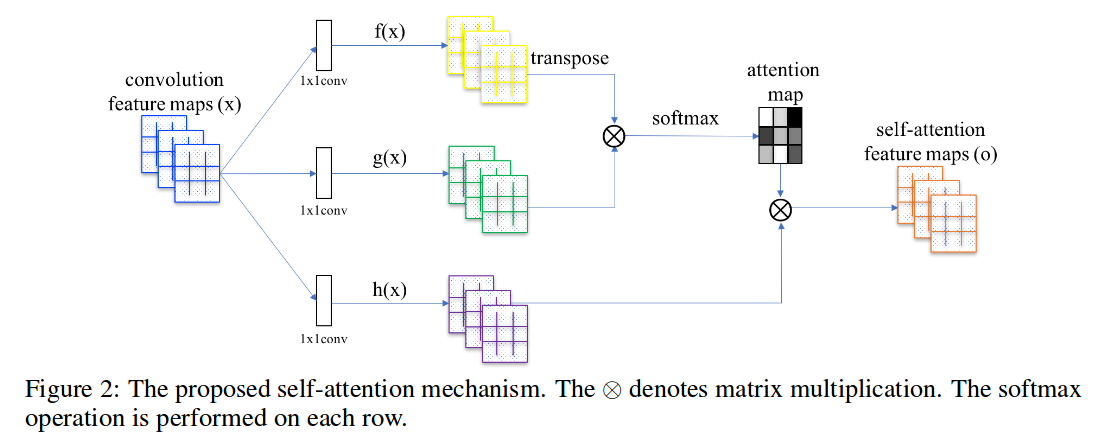 convolution
feature maps (x)
1x1conv
f(x)
transpose
1x1conv
g(x)
1x1conv
h(x)
softmax
attention
map
self-attention
feature maps (o)
Figure 2: The proposed self-attention mechanism. The ⊗ denotes matrix multiplication. The softmax
operation is performed on each row.